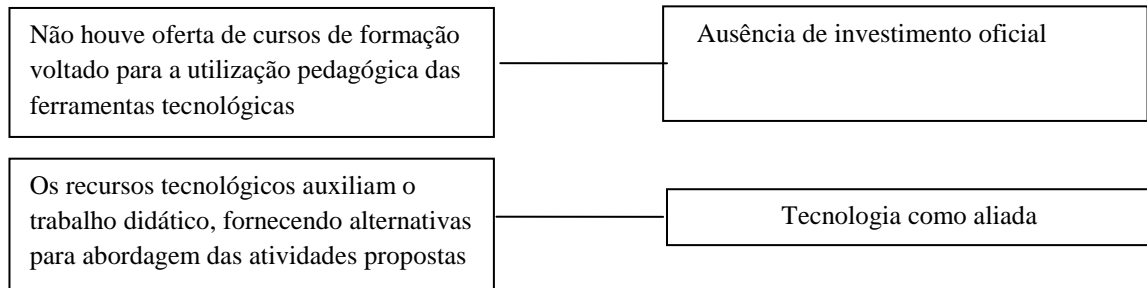 Não houve oferta de cursos de formação
voltado para a utilização pedagógica das
ferramentas tecnológicas
Ausência de investimento oficial
Os recursos tecnológicos auxiliam o
trabalho didático, fornecendo alternativas
para abordagem das atividades propostas
Tecnologia como aliada